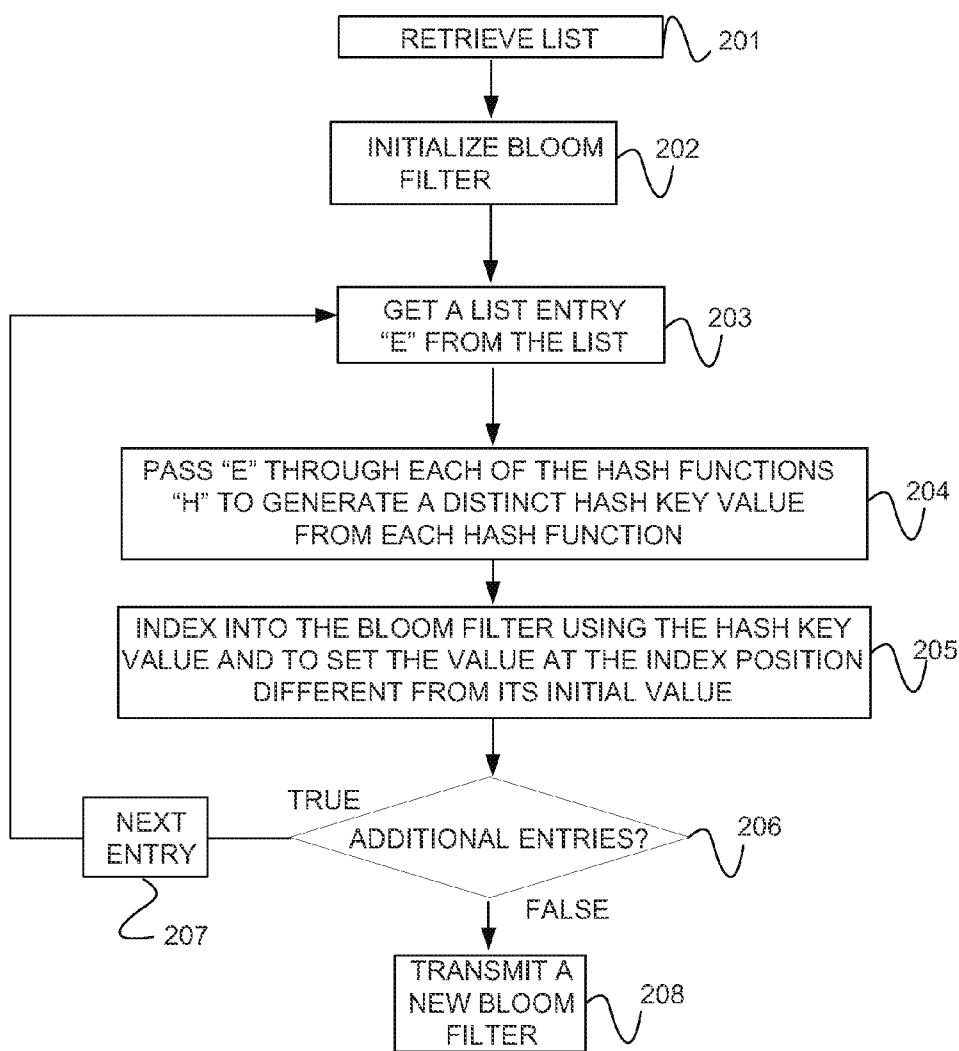 RETRIEVE LIST
201
INITIALIZE BLOOM
FILTER
202
GET A LIST ENTRY
“E” FROM THE LIST
203
PASS “E” THROUGH EACH OF THE HASH FUNCTIONS
“H” TO GENERATE A DISTINCT HASH KEY VALUE
FROM EACH HASH FUNCTION
204
INDEX INTO THE BLOOM FILTER USING THE HASH KEY
VALUE AND TO SET THE VALUE AT THE INDEX POSITION
DIFFERENT FROM ITS INITIAL VALUE
205
TRUE
ADDITIONAL ENTRIES?
206
NEXT
ENTRY
207
FALSE
TRANSMIT A
NEW BLOOM
FILTER
208